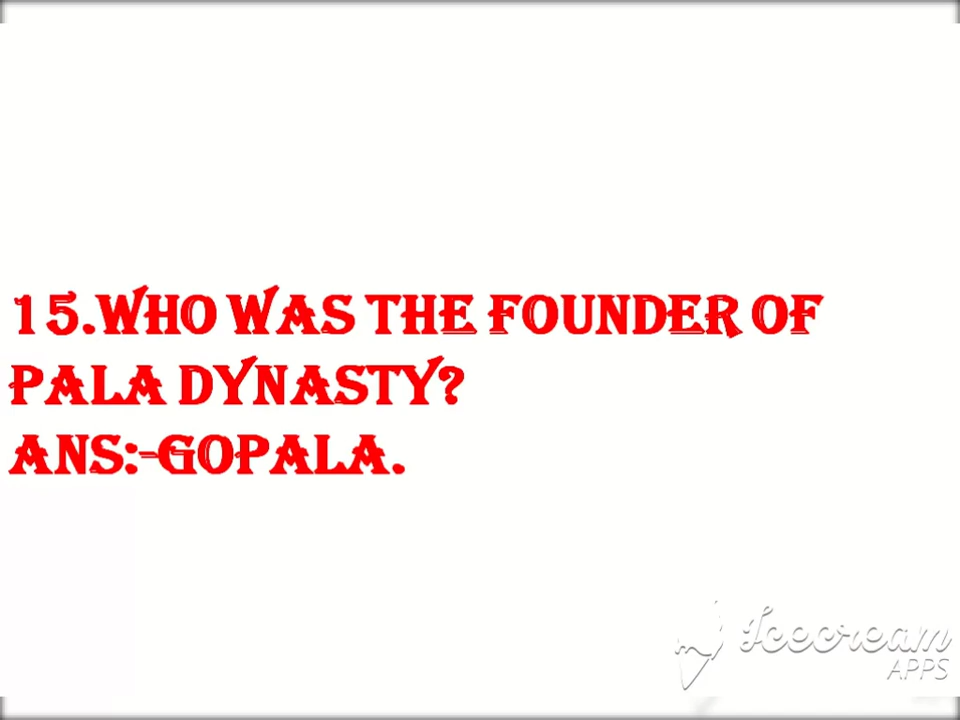 15.WHO WAS THE FOUNDER OF
PALA DYNASTY?
ANS:-GOPALA.
Icecream
APPS